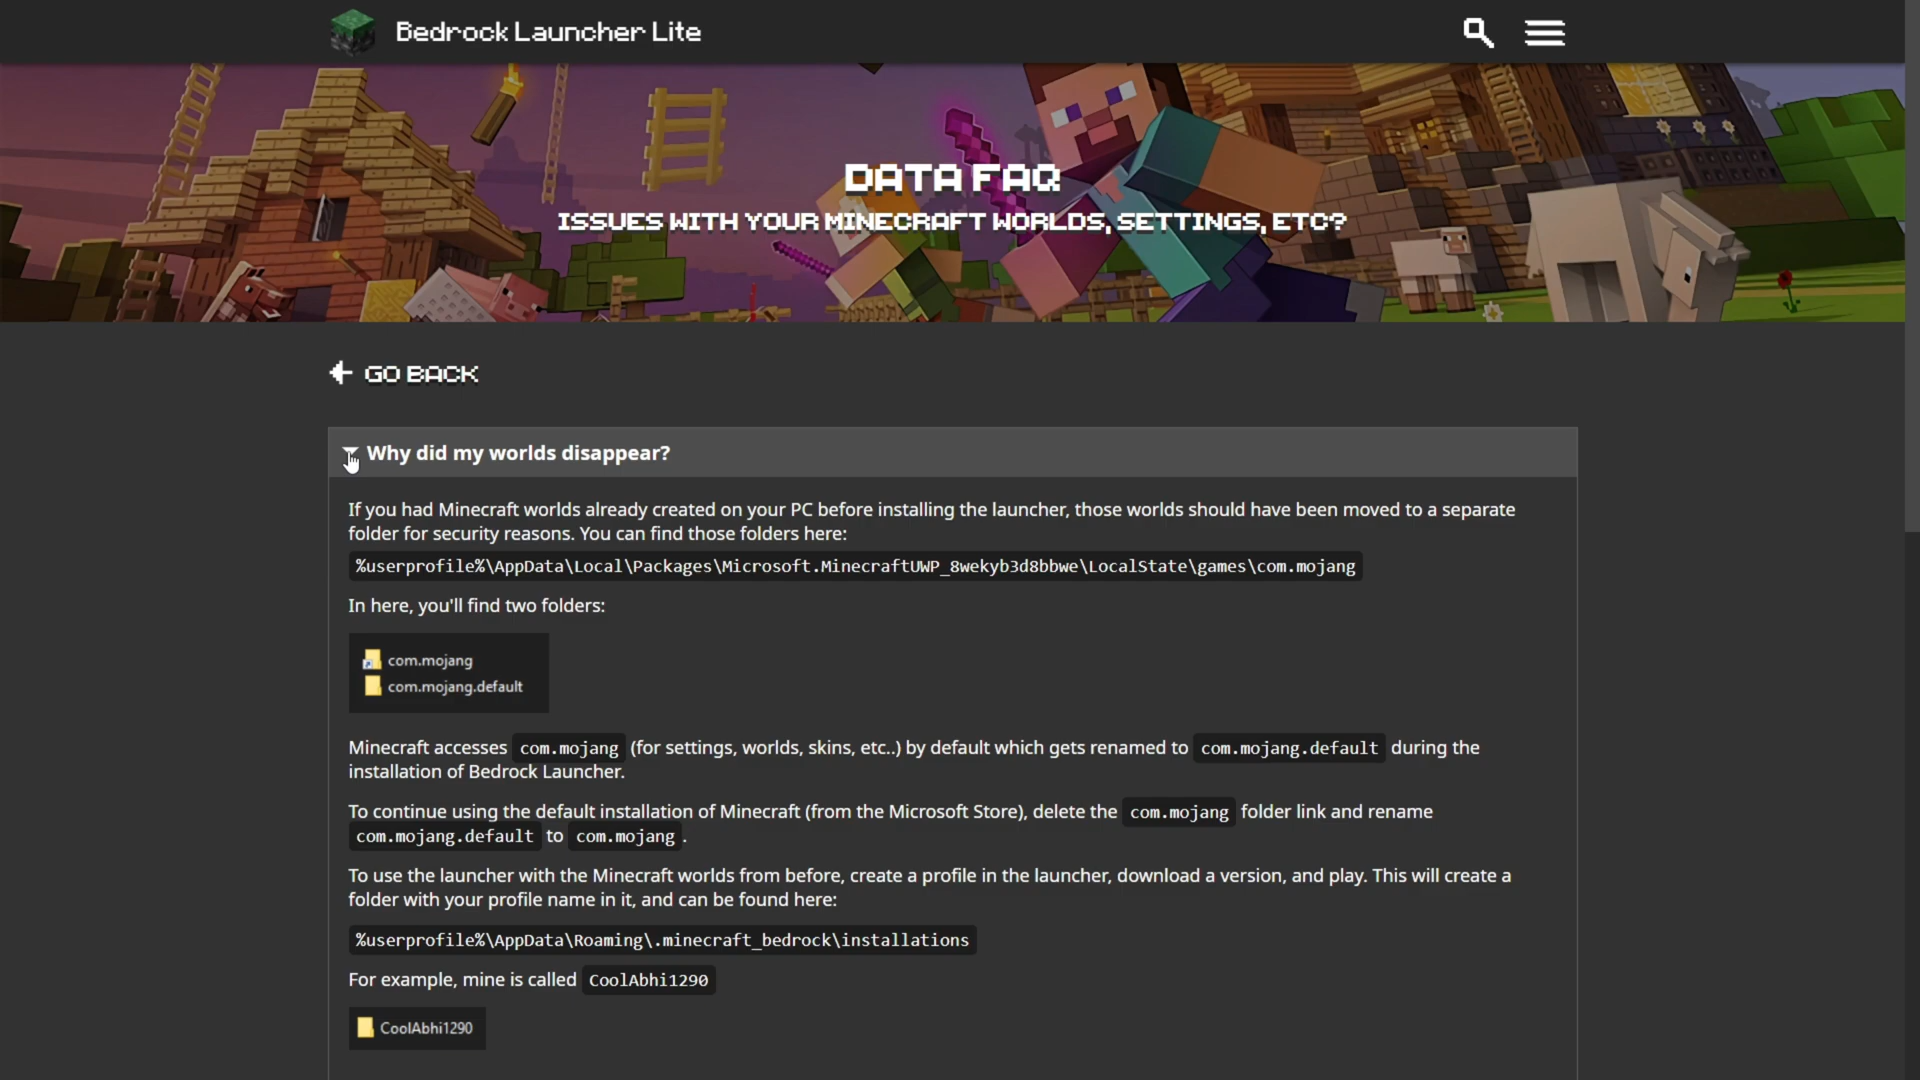 Bedrock Launcher Lite
DATA FAQ
ISSUES WITH YOUR MINECRAFT WORLDS, SETTINGS, ETC?
GO BACK
Why did my worlds disappear?
If you had Minecraft worlds already created on your PC before installing the launcher, those worlds should have been moved to a separate
folder for security reasons. You can find those folders here:
%userprofile%\AppData\Local\Packages\Microsoft.MinecraftUWP_8wekyb3d8bbwe\LocalState\games\com.mojang
In here, you'll find two folders:
com.mojang
com.mojang.default
Minecraft accesses com.mojang (for settings, worlds, skins, etc..) by default which gets renamed to com.mojang.default during the
installation of Bedrock Launcher.
To continue using the default installation of Minecraft (from the Microsoft Store), delete the com.mojang folder link and rename
com.mojang.default to com.mojang.
To use the launcher with the Minecraft worlds from before, create a profile in the launcher, download a version, and play. This will create a
folder with your profile name in it, and can be found here:
%userprofile%\AppData\Roaming\.minecraft_bedrock\installations
For example, mine is called CoolAbhi1290
CoolAbhi1290